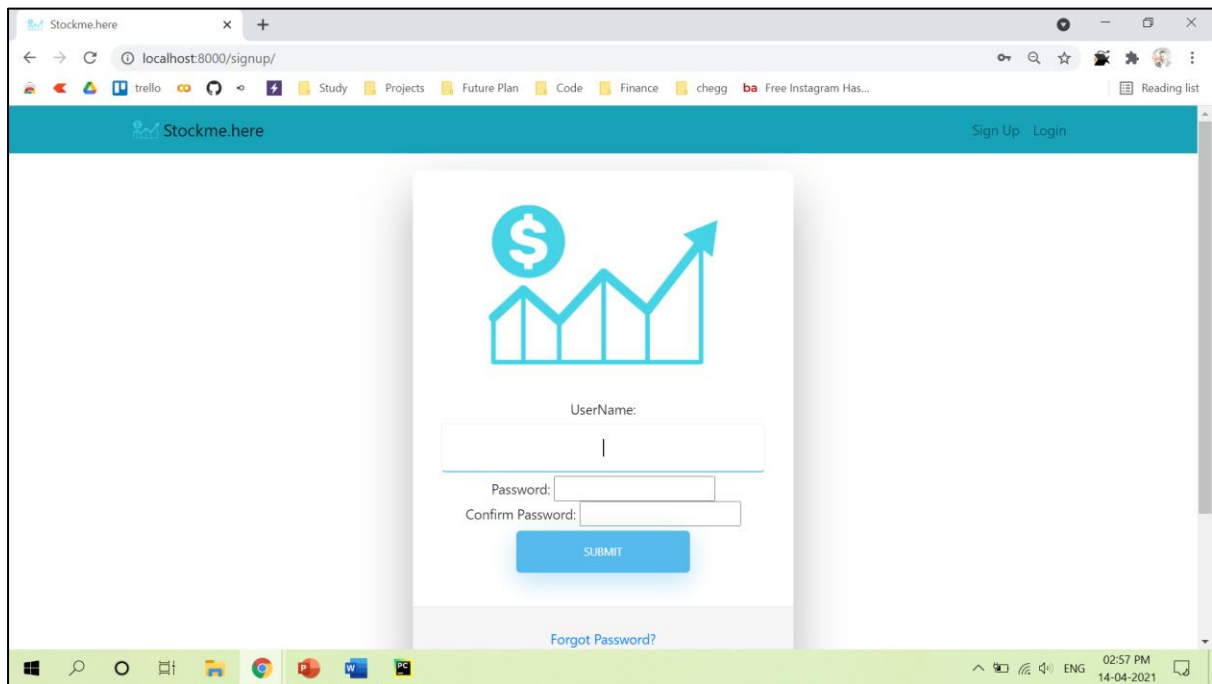 Stockme.here
localhost:8000/signup/
trello Study Projects Future Plan Code Finance chegg ba Free Instagram Has... Reading list
Stockme.here Sign Up Login
$
UserName:
Password:
Confirm Password:
SUBMIT
Forgot Password?
ENG 02:57 PM
14-04-2021